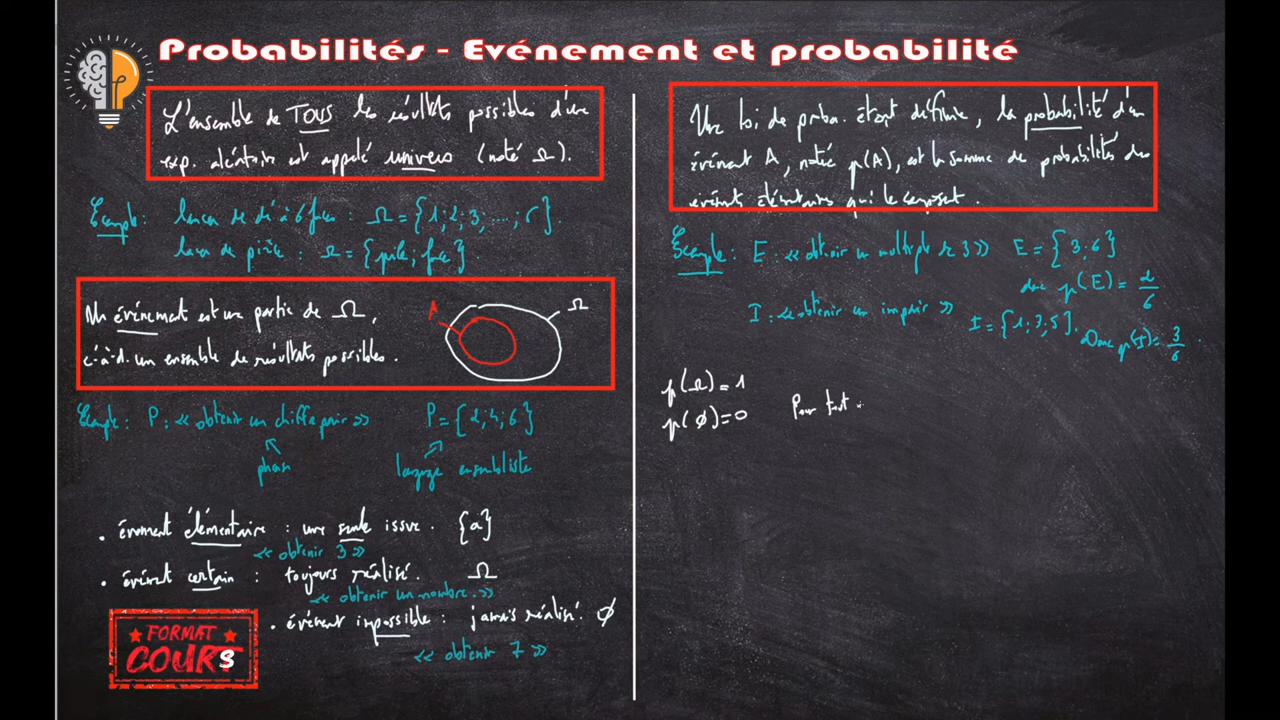 Probabilités - Evénement et probabilité
L'ensemble de TOUS les résultats possibles d'une
exp. aléatoire est appelé univers (noté Ω).
Exemple : lancer de dé à 6 faces : Ω = {1; 2; 3; ....; 6}.
lancer de pièce : Ω = {pile; face}.
Un événement est une partie de Ω,
c.-à-d. un ensemble de résultats possibles.
A Ω
Exemple : P : << obtenir un chiffre pair >> P = {2; 4; 6}
phrase langage ensembliste
. événement élémentaire : une seule issue. {a}
<< obtenir 3 >>
. événement certain : toujours réalisé. Ω
<< obtenir un nombre. >>
. événement impossible : jamais réalisé. ∅
<< obtenir 7 >>
FORMAT
COURS
Une loi de proba. étant définie, la probabilité d'un
événement A, notée p(A), est la somme de probabilités des
événements élémentaires qui le composent.
Exemple : E : << obtenir un multiple de 3 >> E = {3; 6}
donc p(E) = 2/6
I : << obtenir un impair >> I = {1; 3; 5}. Donc p(I) = 3/6.
p(Ω) = 1
p(∅) = 0 Pour tout